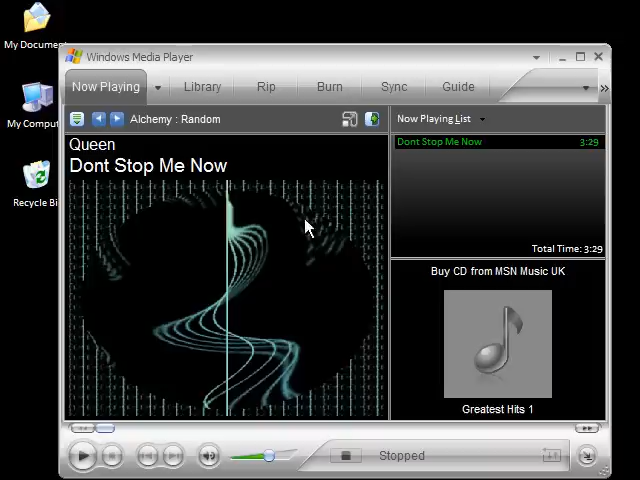 My Docume
My Comput
Recycle Bi
Windows Media Player
Now Playing
Library
Rip
Burn
Sync
Guide
Alchemy : Random
Now Playing List
Queen
Dont Stop Me Now
Dont Stop Me Now 3:29
Total Time: 3:29
Buy CD from MSN Music UK
Greatest Hits 1
Stopped